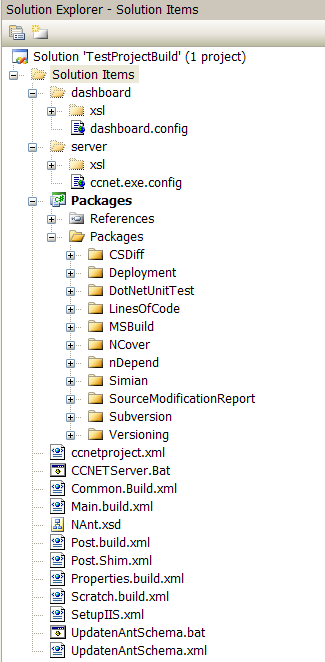 Solution Explorer - Solution Items
Solution 'TestProjectBuild' (1 project)
Solution Items
dashboard
xsl
dashboard.config
server
xsl
ccnet.exe.config
Packages
References
Packages
CSDiff
Deployment
DotNetUnitTest
LinesOfCode
MSBuild
NCover
nDepend
Simian
SourceModificationReport
Subversion
Versioning
ccnetproject.xml
CCNETServer.Bat
Common.Build.xml
Main.build.xml
NAnt.xsd
Post.build.xml
Post.Shim.xml
Properties.build.xml
Scratch.build.xml
SetupIIS.xml
UpdatenAntSchema.bat
UpdatenAntSchema.xml